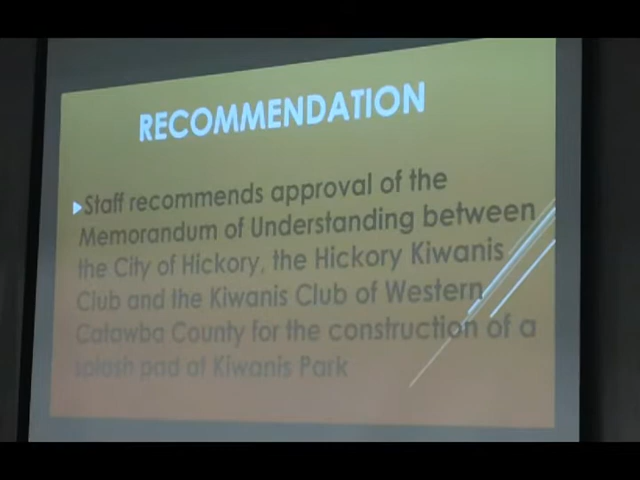 RECOMMENDATION
Staff recommends approval of the
Memorandum of Understanding between
the City of Hickory, the Hickory Kiwanis
Club and the Kiwanis Club of Western
Catawba County for the construction of a
splash pad at Kiwanis Park